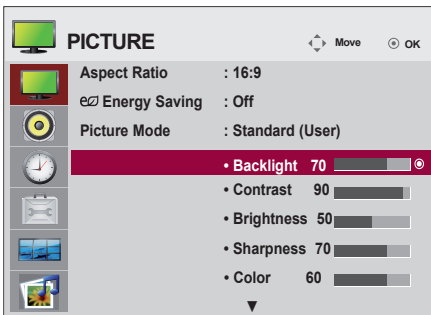 PICTURE Move OK
Aspect Ratio : 16:9
Energy Saving : Off
Picture Mode : Standard (User)
• Backlight 70
• Contrast 90
• Brightness 50
• Sharpness 70
• Color 60
▼